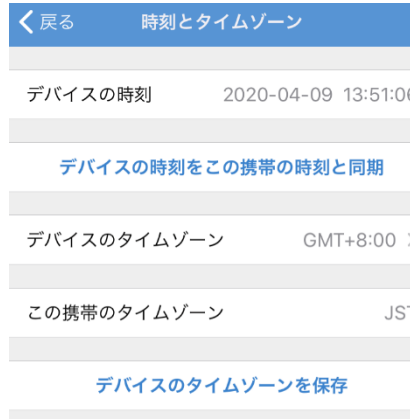 戻る 時刻とタイムゾーン
デバイスの時刻 2020-04-09 13:51:06
デバイスの時刻をこの携帯の時刻と同期
デバイスのタイムゾーン GMT+8:00
この携帯のタイムゾーン JST
デバイスのタイムゾーンを保存